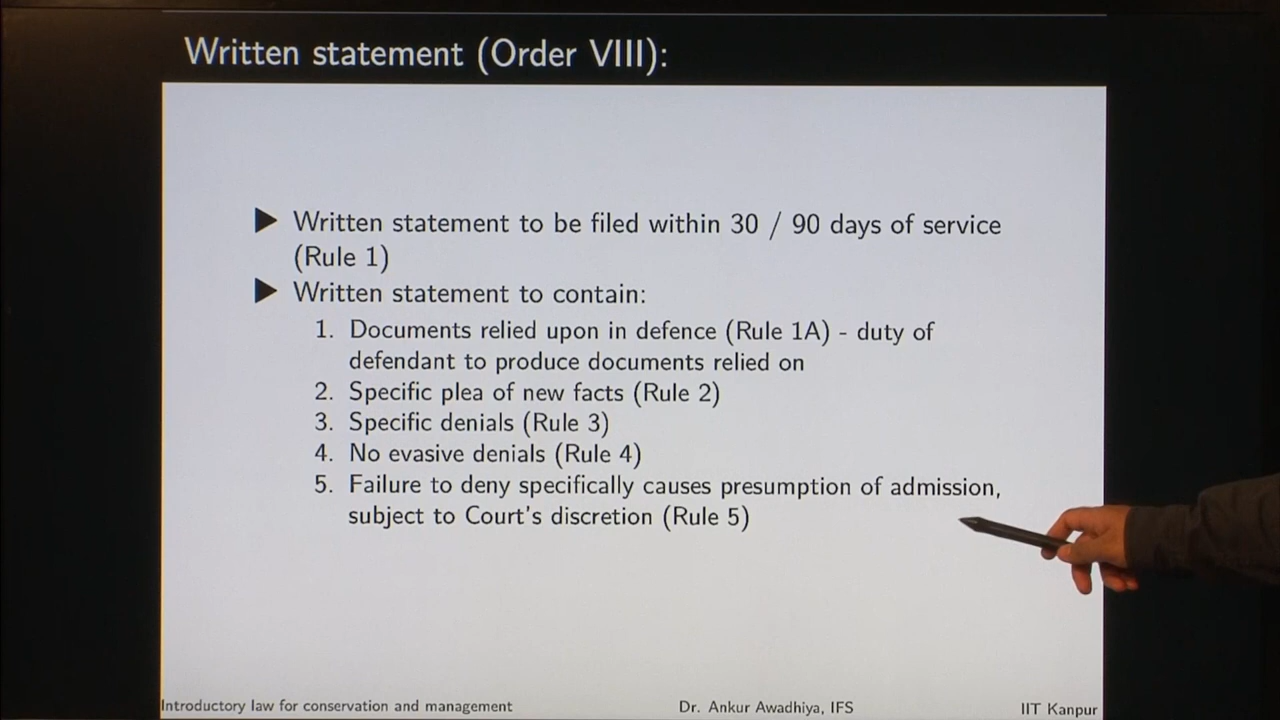 Written statement (Order VIII):
▶ Written statement to be filed within 30 / 90 days of service
(Rule 1)
▶ Written statement to contain:
1. Documents relied upon in defence (Rule 1A) - duty of
defendant to produce documents relied on
2. Specific plea of new facts (Rule 2)
3. Specific denials (Rule 3)
4. No evasive denials (Rule 4)
5. Failure to deny specifically causes presumption of admission,
subject to Court's discretion (Rule 5)
Introductory law for conservation and management Dr. Ankur Awadhiya, IFS IIT Kanpur